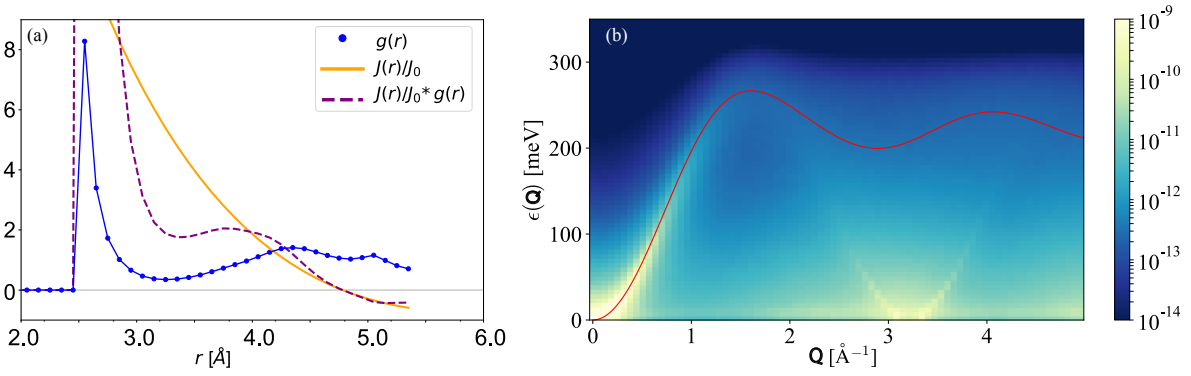 (a)
g(r)
J(r)/J₀
J(r)/J₀* g(r)
8
6
4
2
0
2.0 3.0 4.0 5.0 6.0
r [Å]
(b)
300
200
100
0
ϵ(Q) [meV]
0 1 2 3 4
Q [Å⁻¹]
10⁻⁹
10⁻¹⁰
10⁻¹¹
10⁻¹²
10⁻¹³
10⁻¹⁴